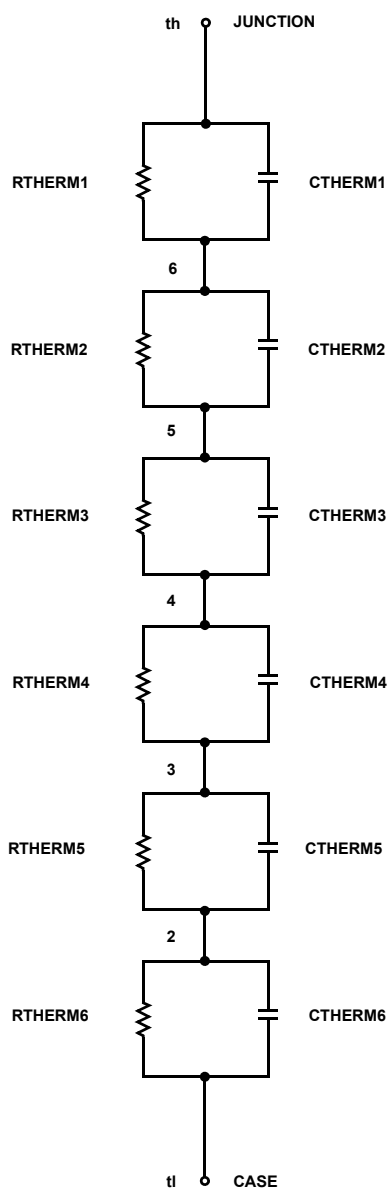 th JUNCTION
RTHERM1 CTHERM1
6
RTHERM2 CTHERM2
5
RTHERM3 CTHERM3
4
RTHERM4 CTHERM4
3
RTHERM5 CTHERM5
2
RTHERM6 CTHERM6
tl CASE